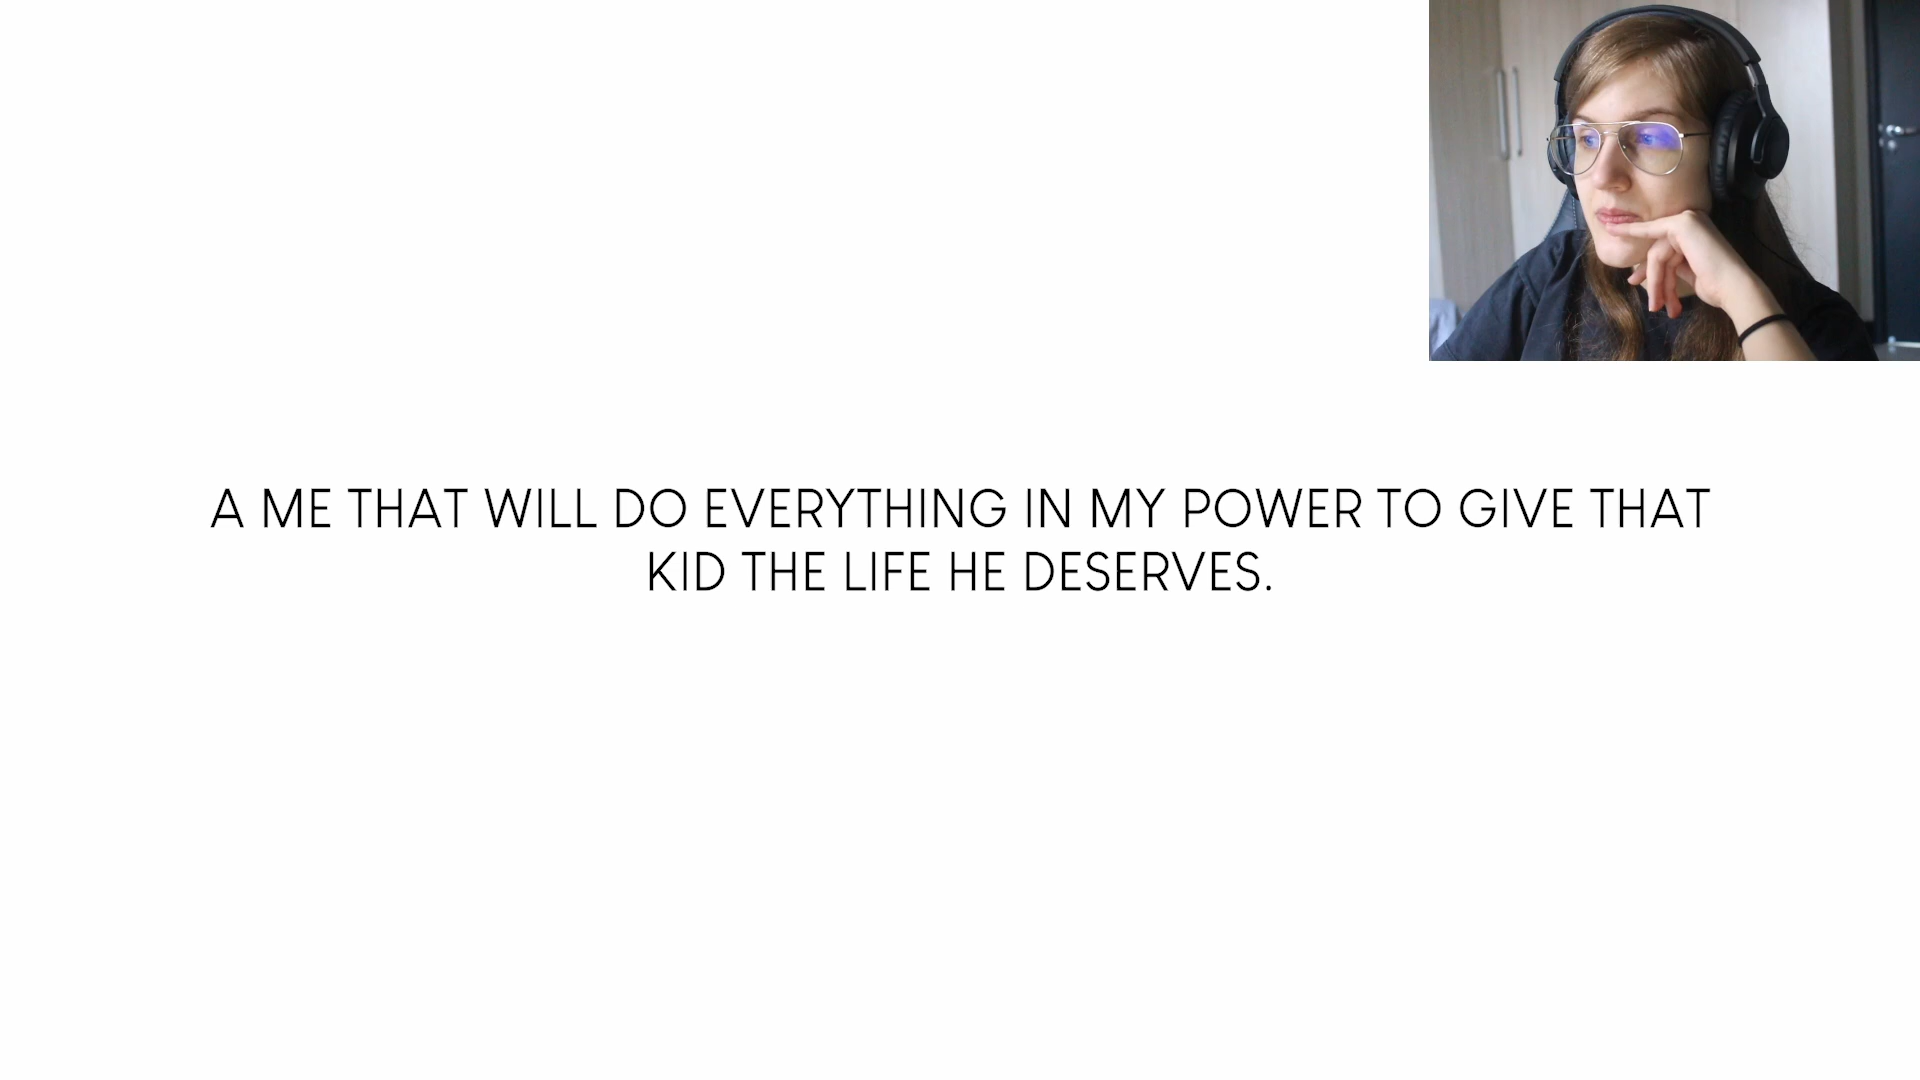 A ME THAT WILL DO EVERYTHING IN MY POWER TO GIVE THAT
KID THE LIFE HE DESERVES.